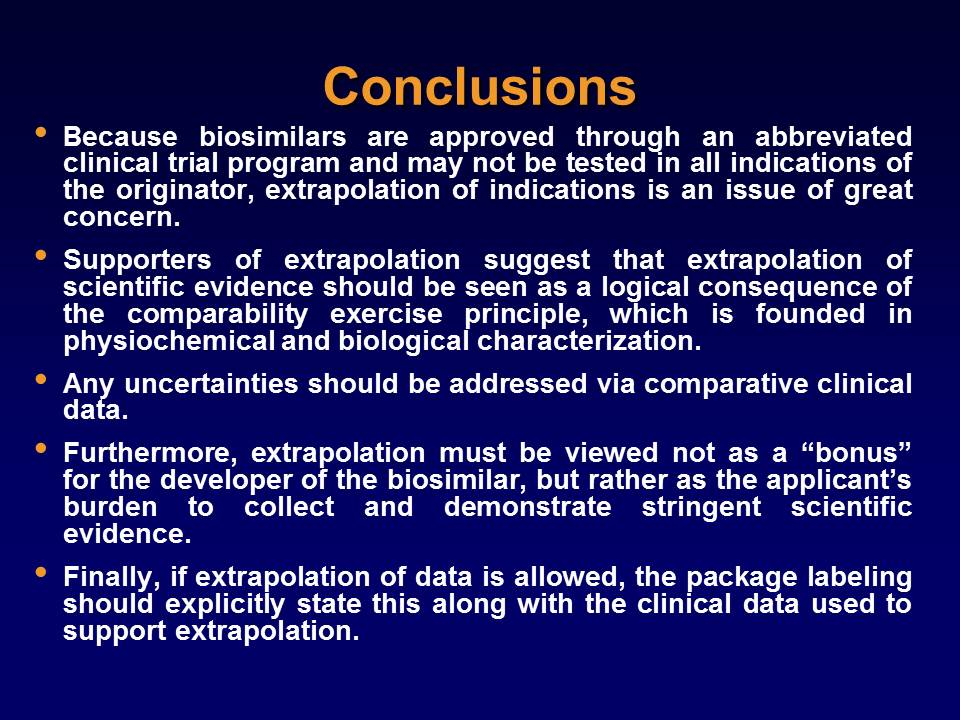 Conclusions
• Because biosimilars are approved through an abbreviated
clinical trial program and may not be tested in all indications of
the originator, extrapolation of indications is an issue of great
concern.
• Supporters of extrapolation suggest that extrapolation of
scientific evidence should be seen as a logical consequence of
the comparability exercise principle, which is founded in
physiochemical and biological characterization.
• Any uncertainties should be addressed via comparative clinical
data.
• Furthermore, extrapolation must be viewed not as a “bonus”
for the developer of the biosimilar, but rather as the applicant’s
burden to collect and demonstrate stringent scientific
evidence.
• Finally, if extrapolation of data is allowed, the package labeling
should explicitly state this along with the clinical data used to
support extrapolation.